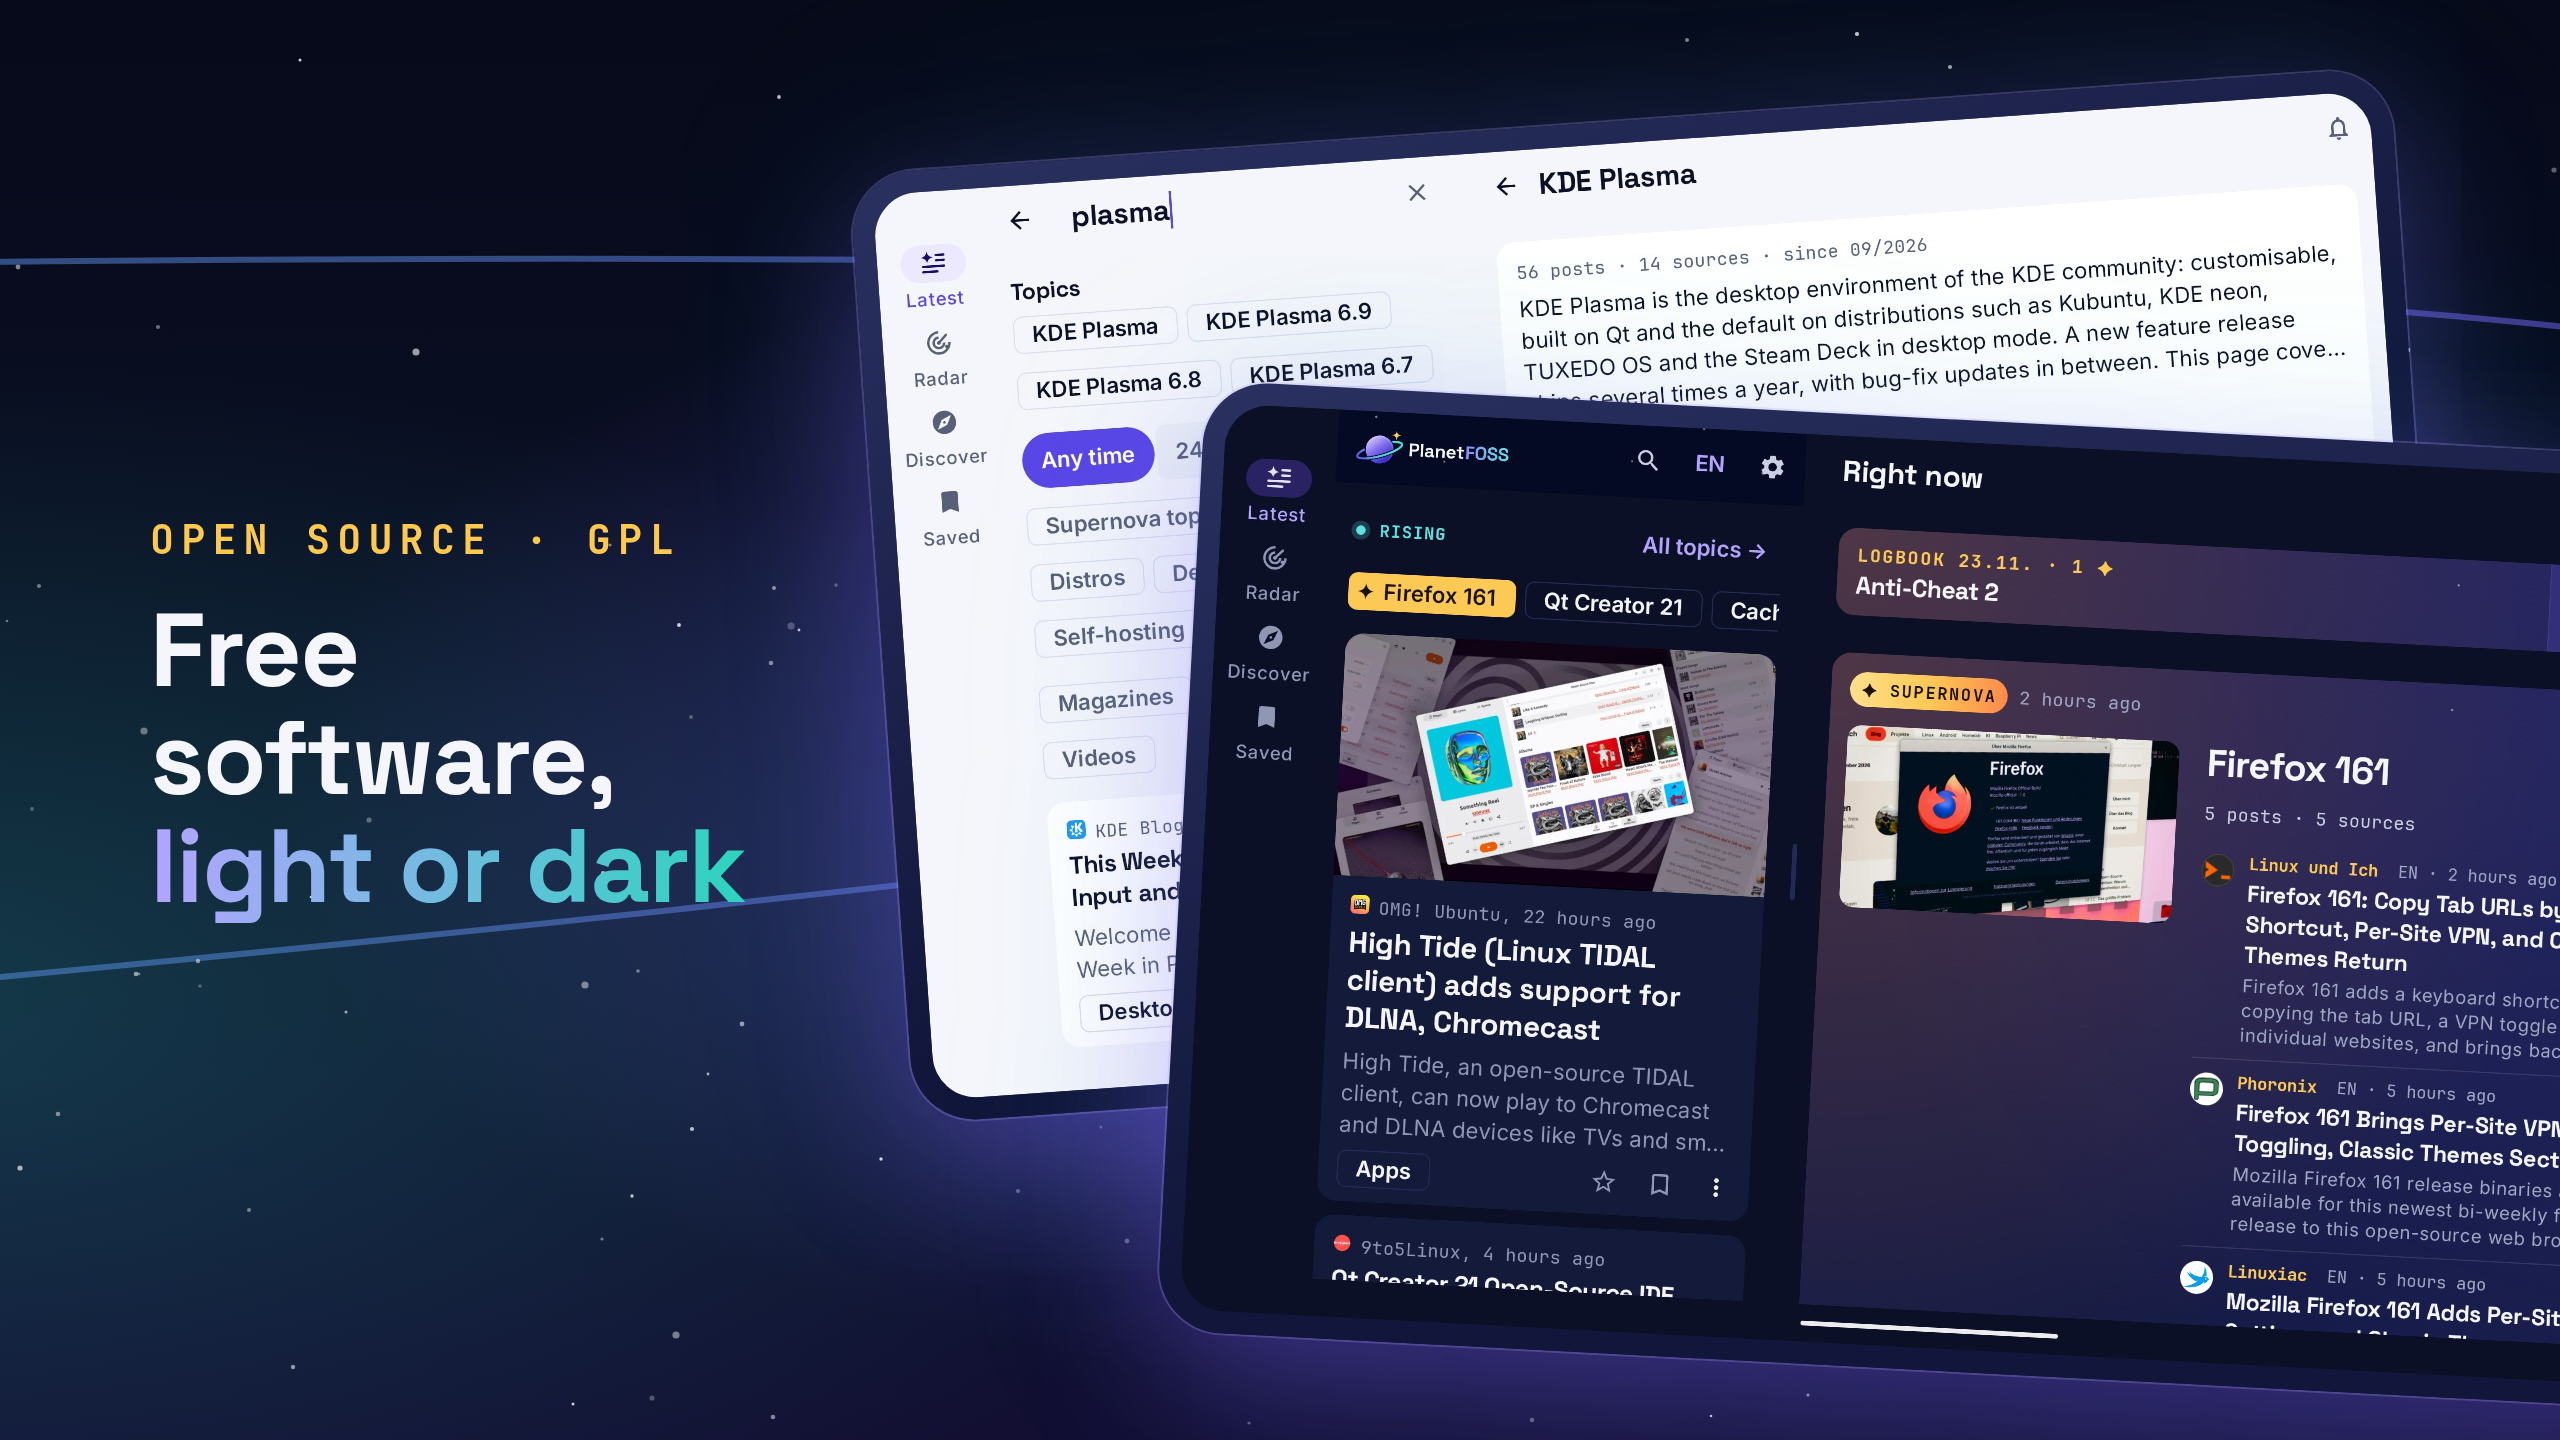 OPEN SOURCE · GPL
Free
software,
light or dark
plasma
Latest
Radar
Discover
Saved
Topics
KDE Plasma
KDE Plasma 6.9
KDE Plasma 6.8
KDE Plasma 6.7
Any time
24
Supernova top
Distros
De
Self-hosting
Magazines
Videos
KDE Blog
This Week
Input and
Welcome
Week in P
Deskto
KDE Plasma
56 posts · 14 sources · since 09/2026
KDE Plasma is the desktop environment of the KDE community: customisable,
built on Qt and the default on distributions such as Kubuntu, KDE neon,
TUXEDO OS and the Steam Deck in desktop mode. A new feature release
several times a year, with bug-fix updates in between. This page cove...
Latest
Radar
Discover
Saved
PlanetFOSS
EN
RISING
All topics →
Firefox 161
Qt Creator 21
Cach
OMG! Ubuntu, 22 hours ago
High Tide (Linux TIDAL
client) adds support for
DLNA, Chromecast
High Tide, an open-source TIDAL
client, can now play to Chromecast
and DLNA devices like TVs and sm...
Apps
9to5Linux, 4 hours ago
Qt Creator 21 Open-Source IDE
Right now
LOGBOOK 23.11. · 1 ✦
Anti-Cheat 2
✦ SUPERNOVA
2 hours ago
Firefox
Firefox 161
5 posts · 5 sources
Linux und Ich EN · 2 hours ago
Firefox 161: Copy Tab URLs by
Shortcut, Per-Site VPN, and C
Themes Return
Firefox 161 adds a keyboard shortc
copying the tab URL, a VPN toggle
individual websites, and brings bac
Phoronix EN · 5 hours ago
Firefox 161 Brings Per-Site VPN
Toggling, Classic Themes Sect
Mozilla Firefox 161 release binaries
available for this newest bi-weekly f
release to this open-source web bro
Linuxiac EN · 5 hours ago
Mozilla Firefox 161 Adds Per-Sit